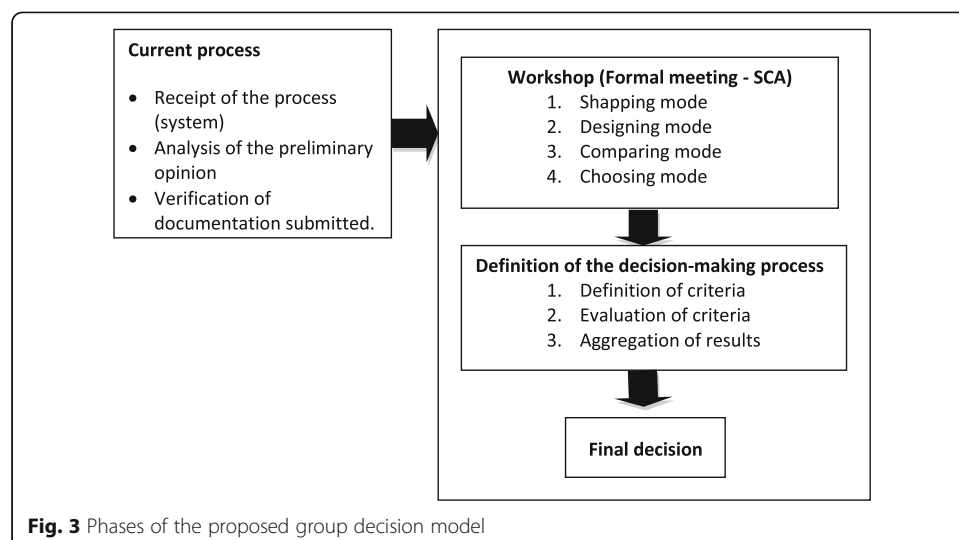 Current process
• Receipt of the process
(system)
• Analysis of the preliminary
opinion
• Verification of
documentation submitted.
Workshop (Formal meeting - SCA)
1. Shapping mode
2. Designing mode
3. Comparing mode
4. Choosing mode
Definition of the decision-making process
1. Definition of criteria
2. Evaluation of criteria
3. Aggregation of results
Final decision
Fig. 3 Phases of the proposed group decision model